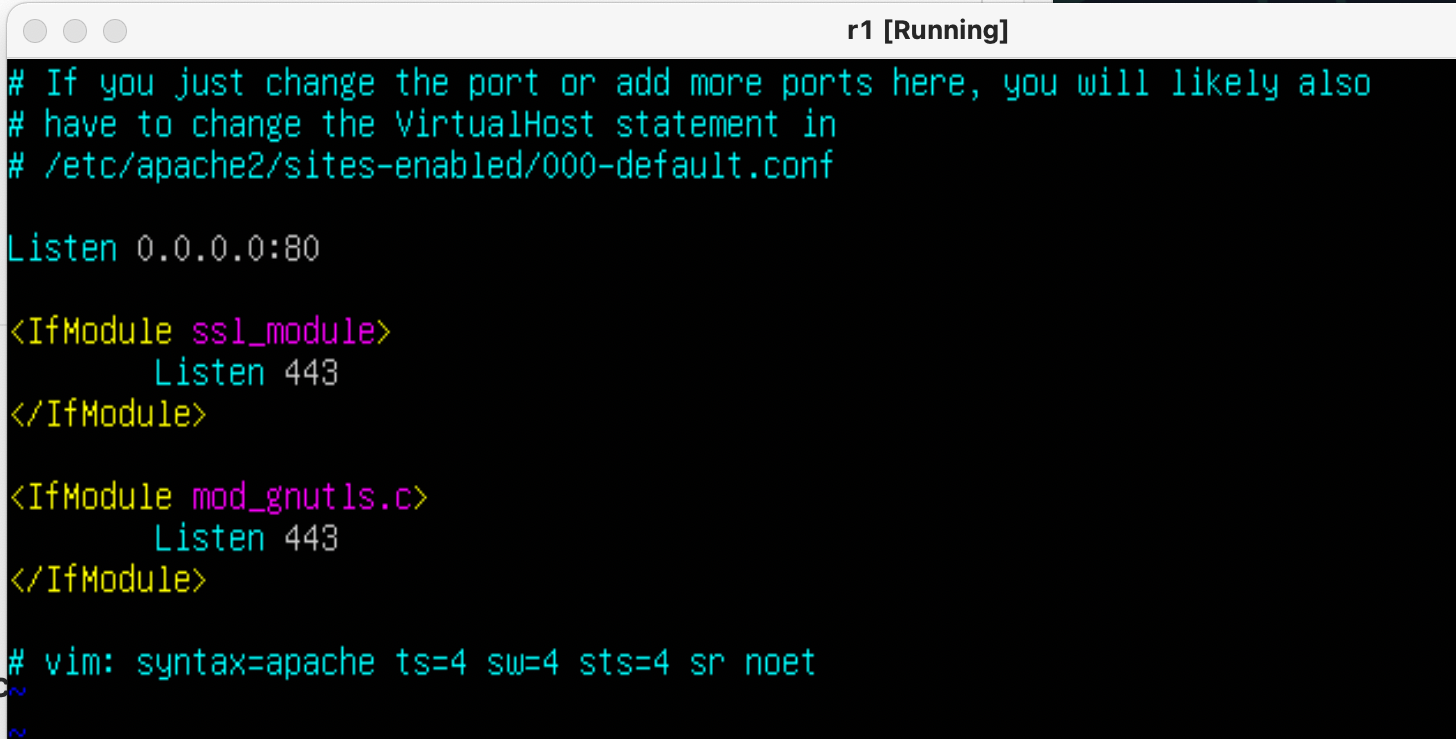 r1 [Running]
# If you just change the port or add more ports here, you will likely also
# have to change the VirtualHost statement in
# /etc/apache2/sites-enabled/000-default.conf
Listen 0.0.0.0:80
<IfModule ssl_module>
        Listen 443
</IfModule>
<IfModule mod_gnutls.c>
        Listen 443
</IfModule>
# vim: syntax=apache ts=4 sw=4 sts=4 sr noet
~
~